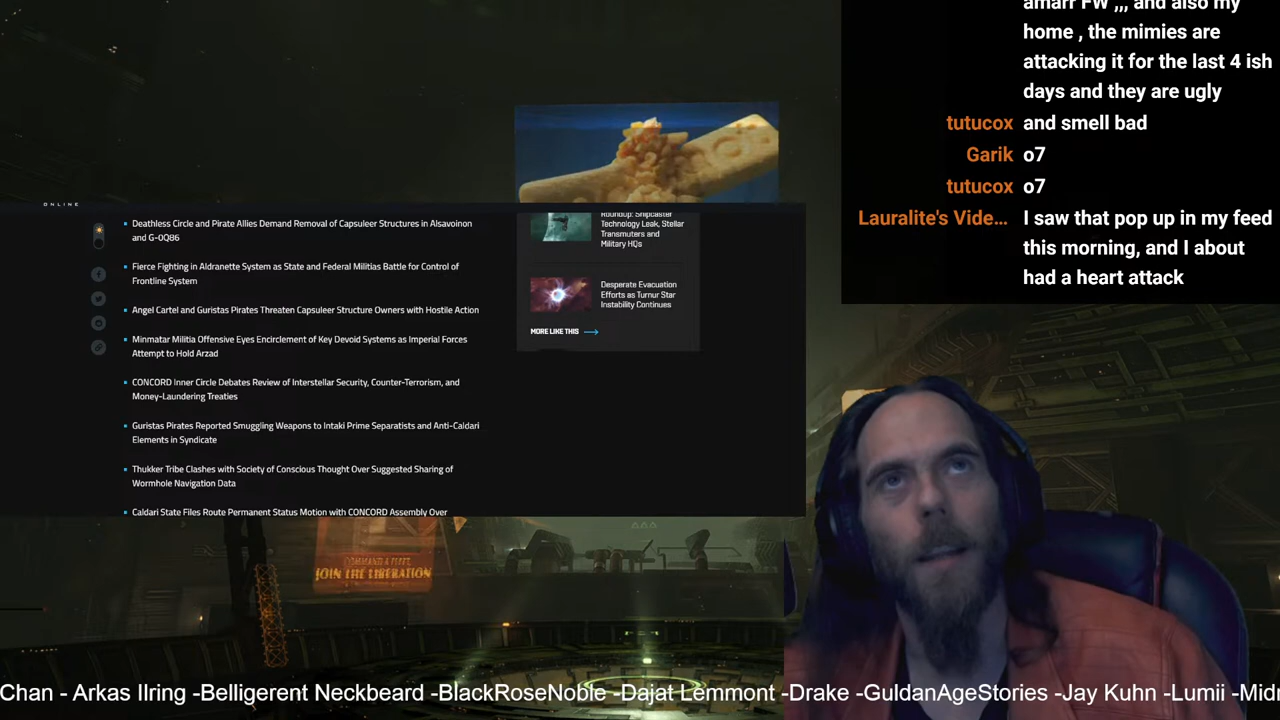 amarr FW ,,, and also my
home , the mimies are
attacking it for the last 4 ish
days and they are ugly
tutucox and smell bad
Garik o7
tutucox o7
Lauralite's Vide... I saw that pop up in my feed
this morning, and I about
had a heart attack
ONLINE
Deathless Circle and Pirate Allies Demand Removal of Capsuleer Structures in Alsavoinon
and G-0Q86
Fierce Fighting in Aldranette System as State and Federal Militias Battle for Control of
Frontline System
Angel Cartel and Guristas Pirates Threaten Capsuleer Structure Owners with Hostile Action
Minmatar Militia Offensive Eyes Encirclement of Key Devoid Systems as Imperial Forces
Attempt to Hold Arzad
CONCORD Inner Circle Debates Review of Interstellar Security, Counter-Terrorism, and
Money-Laundering Treaties
Guristas Pirates Reported Smuggling Weapons to Intaki Prime Separatists and Anti-Caldari
Elements in Syndicate
Thukker Tribe Clashes with Society of Conscious Thought Over Suggested Sharing of
Wormhole Navigation Data
Caldari State Files Route Permanent Status Motion with CONCORD Assembly Over
Roundup: Shipcaster
Technology Leak, Stellar
Transmuters and
Military HQs
Desperate Evacuation
Efforts as Turnur Star
Instability Continues
MORE LIKE THIS
JOIN THE LIBERATION
Chan - Arkas Ilring -Belligerent Neckbeard -BlackRoseNoble -Dajat Lemmont -Drake -GuldanAgeStories -Jay Kuhn -Lumii -Midn